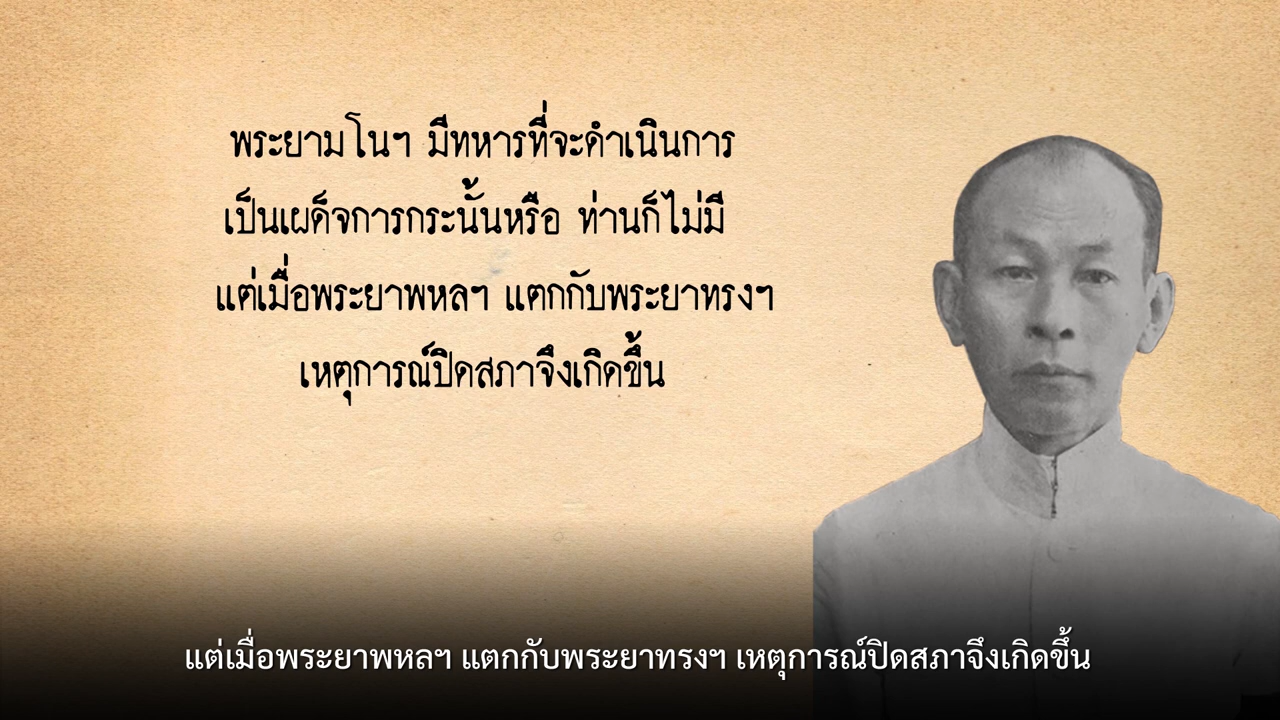 พระยามโนฯ มีทหารที่จะดำเนินการ
เป็นเผด็จการกระนั้นหรือ ท่านก็ไม่มี
แต่เมื่อพระยาพหลฯ แตกกับพระยาทรงฯ
เหตุการณ์ปิดสภาจึงเกิดขึ้น
แต่เมื่อพระยาพหลฯ แตกกับพระยาทรงฯ เหตุการณ์ปิดสภาจึงเกิดขึ้น